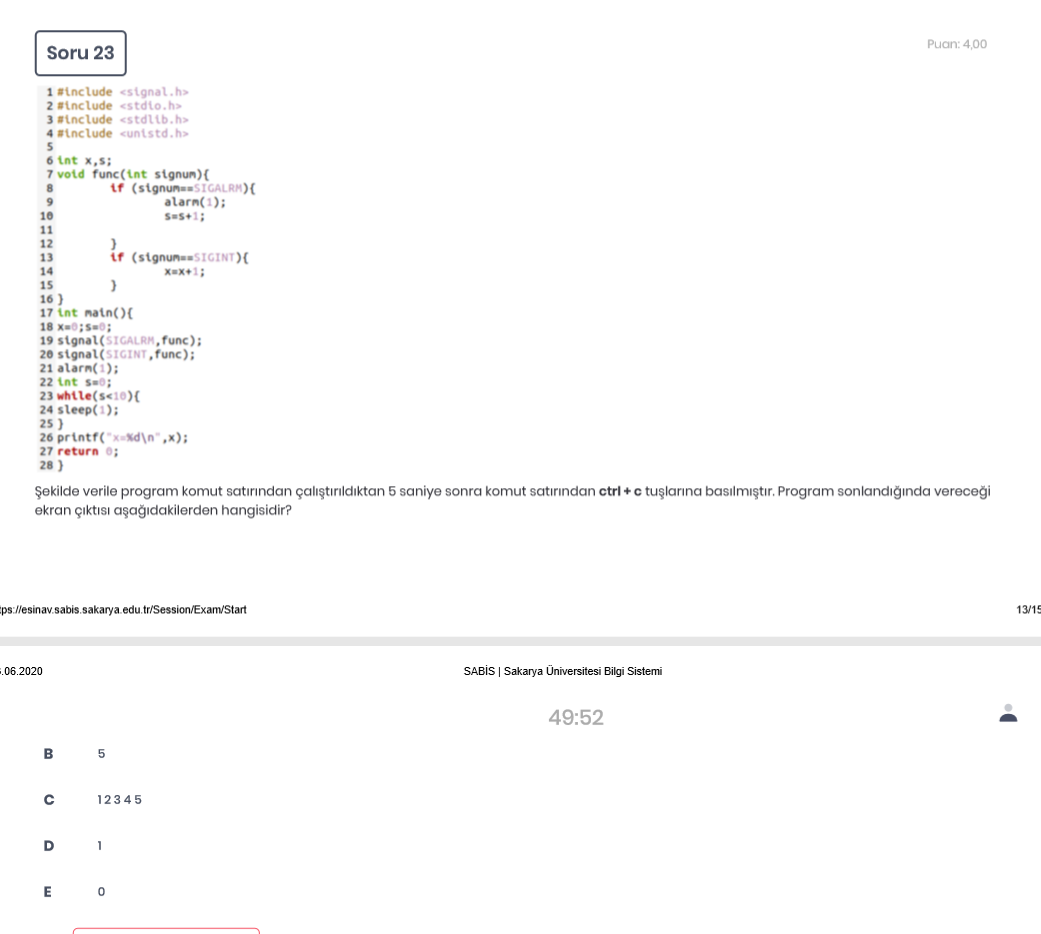 Soru 23
Puan: 4,00
1 #include <signal.h>
2 #include <stdio.h>
3 #include <stdlib.h>
4 #include <unistd.h>
5
6 int x,s;
7 void func(int signum){
8 if (signum==SIGALRM){
9 alarm(1);
10 s=s+1;
11
12 }
13 if (signum==SIGINT){
14 x=x+1;
15 }
16 }
17 int main(){
18 x=0;s=0;
19 signal(SIGALRM,func);
20 signal(SIGINT,func);
21 alarm(1);
22 int s=0;
23 while(s<10){
24 sleep(1);
25 }
26 printf("x=%d\n",x);
27 return 0;
28 }
Şekilde verile program komut satırından çalıştırıldıktan 5 saniye sonra komut satırından ctrl + c tuşlarına basılmıştır. Program sonlandığında vereceği
ekran çıktısı aşağıdakilerden hangisidir?
tps://esinav.sabis.sakarya.edu.tr/Session/Exam/Start
13/15
.06.2020
SABİS | Sakarya Üniversitesi Bilgi Sistemi
49:52
B 5
C 1 2 3 4 5
D 1
E 0